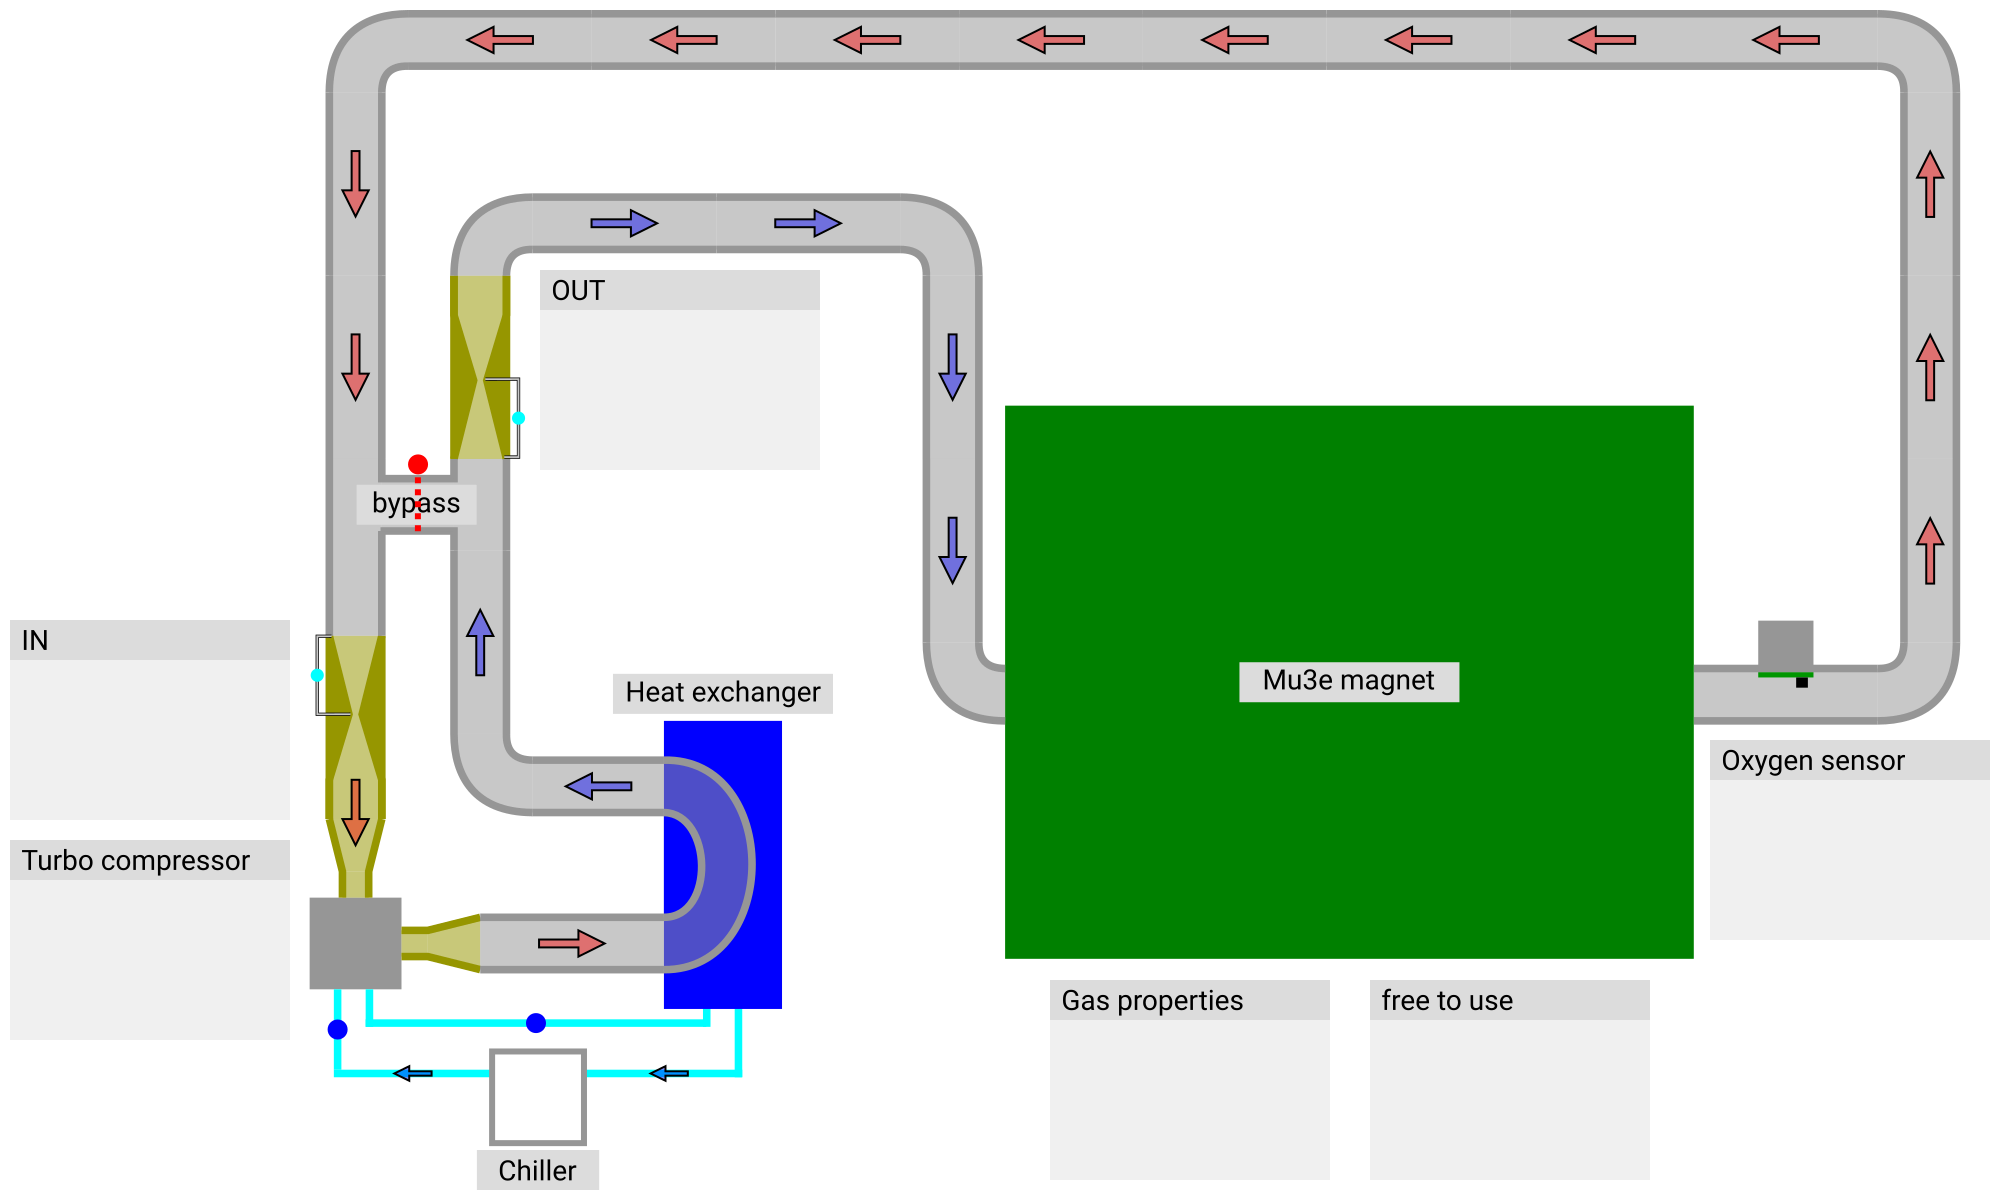 OUT
bypass
IN
Heat exchanger
Mu3e magnet
Oxygen sensor
Turbo compressor
Gas properties
free to use
Chiller